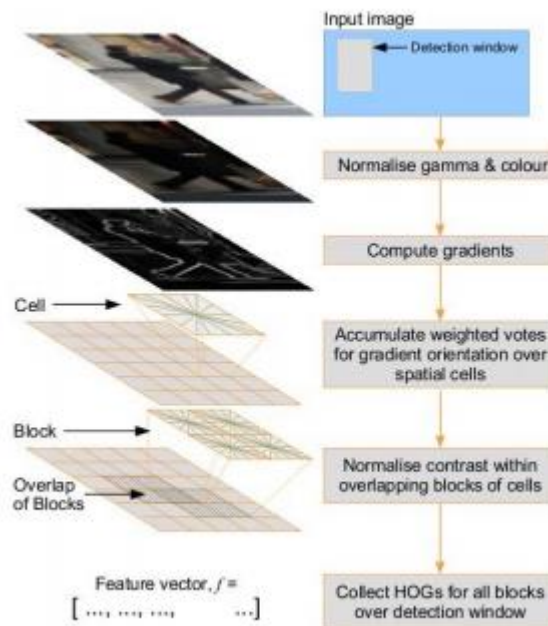 Input image
Detection window
Normalise gamma & colour
Compute gradients
Cell
Accumulate weighted votes
for gradient orientation over
spatial cells
Block
Normalise contrast within
overlapping blocks of cells
Overlap
of Blocks
Feature vector, f =
[ ..., ..., ..., ...]
Collect HOGs for all blocks
over detection window